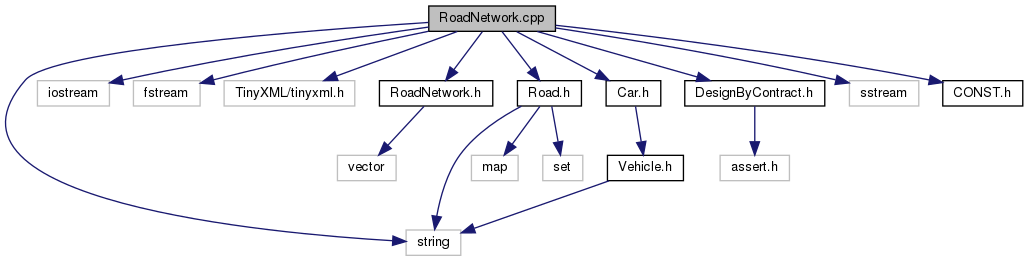 RoadNetwork.cpp
iostream
fstream
TinyXML/tinyxml.h
RoadNetwork.h
Road.h
Car.h
DesignByContract.h
sstream
CONST.h
vector
map
set
Vehicle.h
assert.h
string